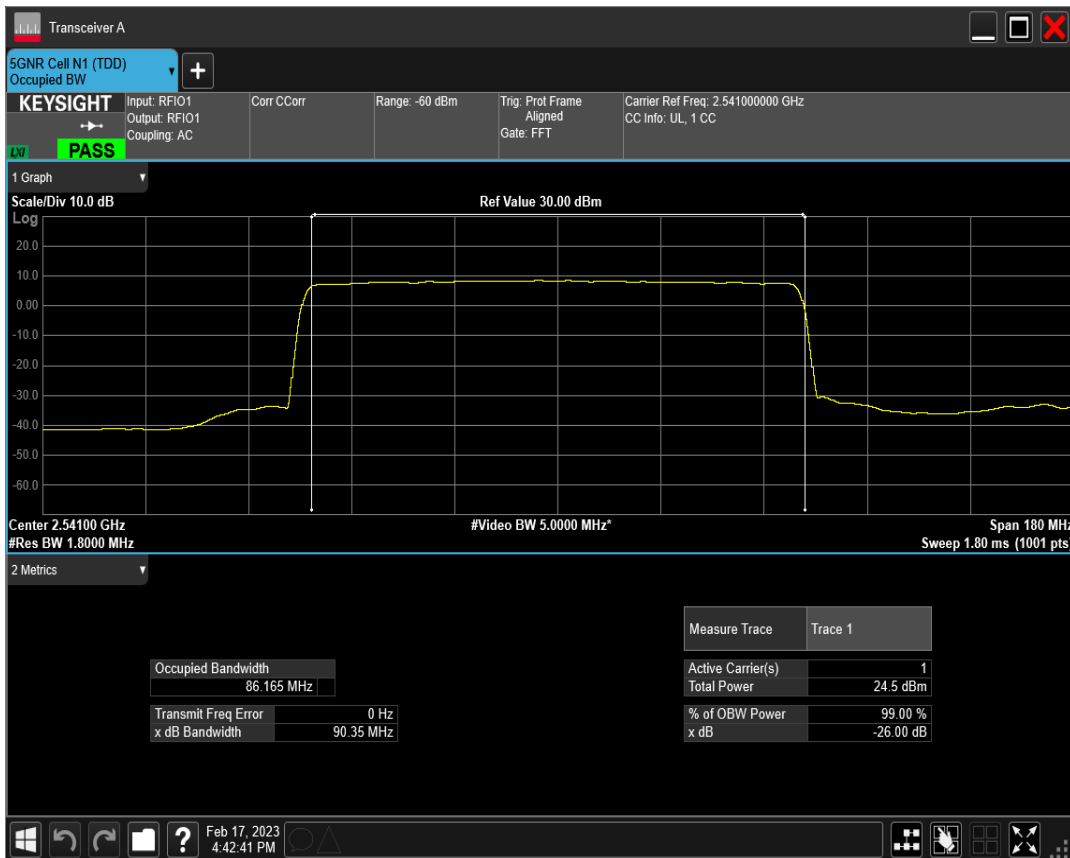 Transceiver A
5GNR Cell N1 (TDD)
Occupied BW
+
KEYSIGHT
LXI
PASS
Input: RFIO1
Output: RFIO1
Coupling: AC
Corr CCorr
Range: -60 dBm
Trig: Prot Frame
Aligned
Gate: FFT
Carrier Ref Freq: 2.541000000 GHz
CC Info: UL, 1 CC
1 Graph
Scale/Div 10.0 dB
Ref Value 30.00 dBm
Log
20.0
10.0
0.00
-10.0
-20.0
-30.0
-40.0
-50.0
-60.0
Center 2.54100 GHz
#Video BW 5.0000 MHz*
Span 180 MHz
#Res BW 1.8000 MHz
Sweep 1.80 ms (1001 pts)
2 Metrics
Measure Trace Trace 1
Occupied Bandwidth
86.165 MHz
Active Carrier(s) 1
Total Power 24.5 dBm
Transmit Freq Error 0 Hz
x dB Bandwidth 90.35 MHz
% of OBW Power 99.00 %
x dB -26.00 dB
?
Feb 17, 2023
4:42:41 PM